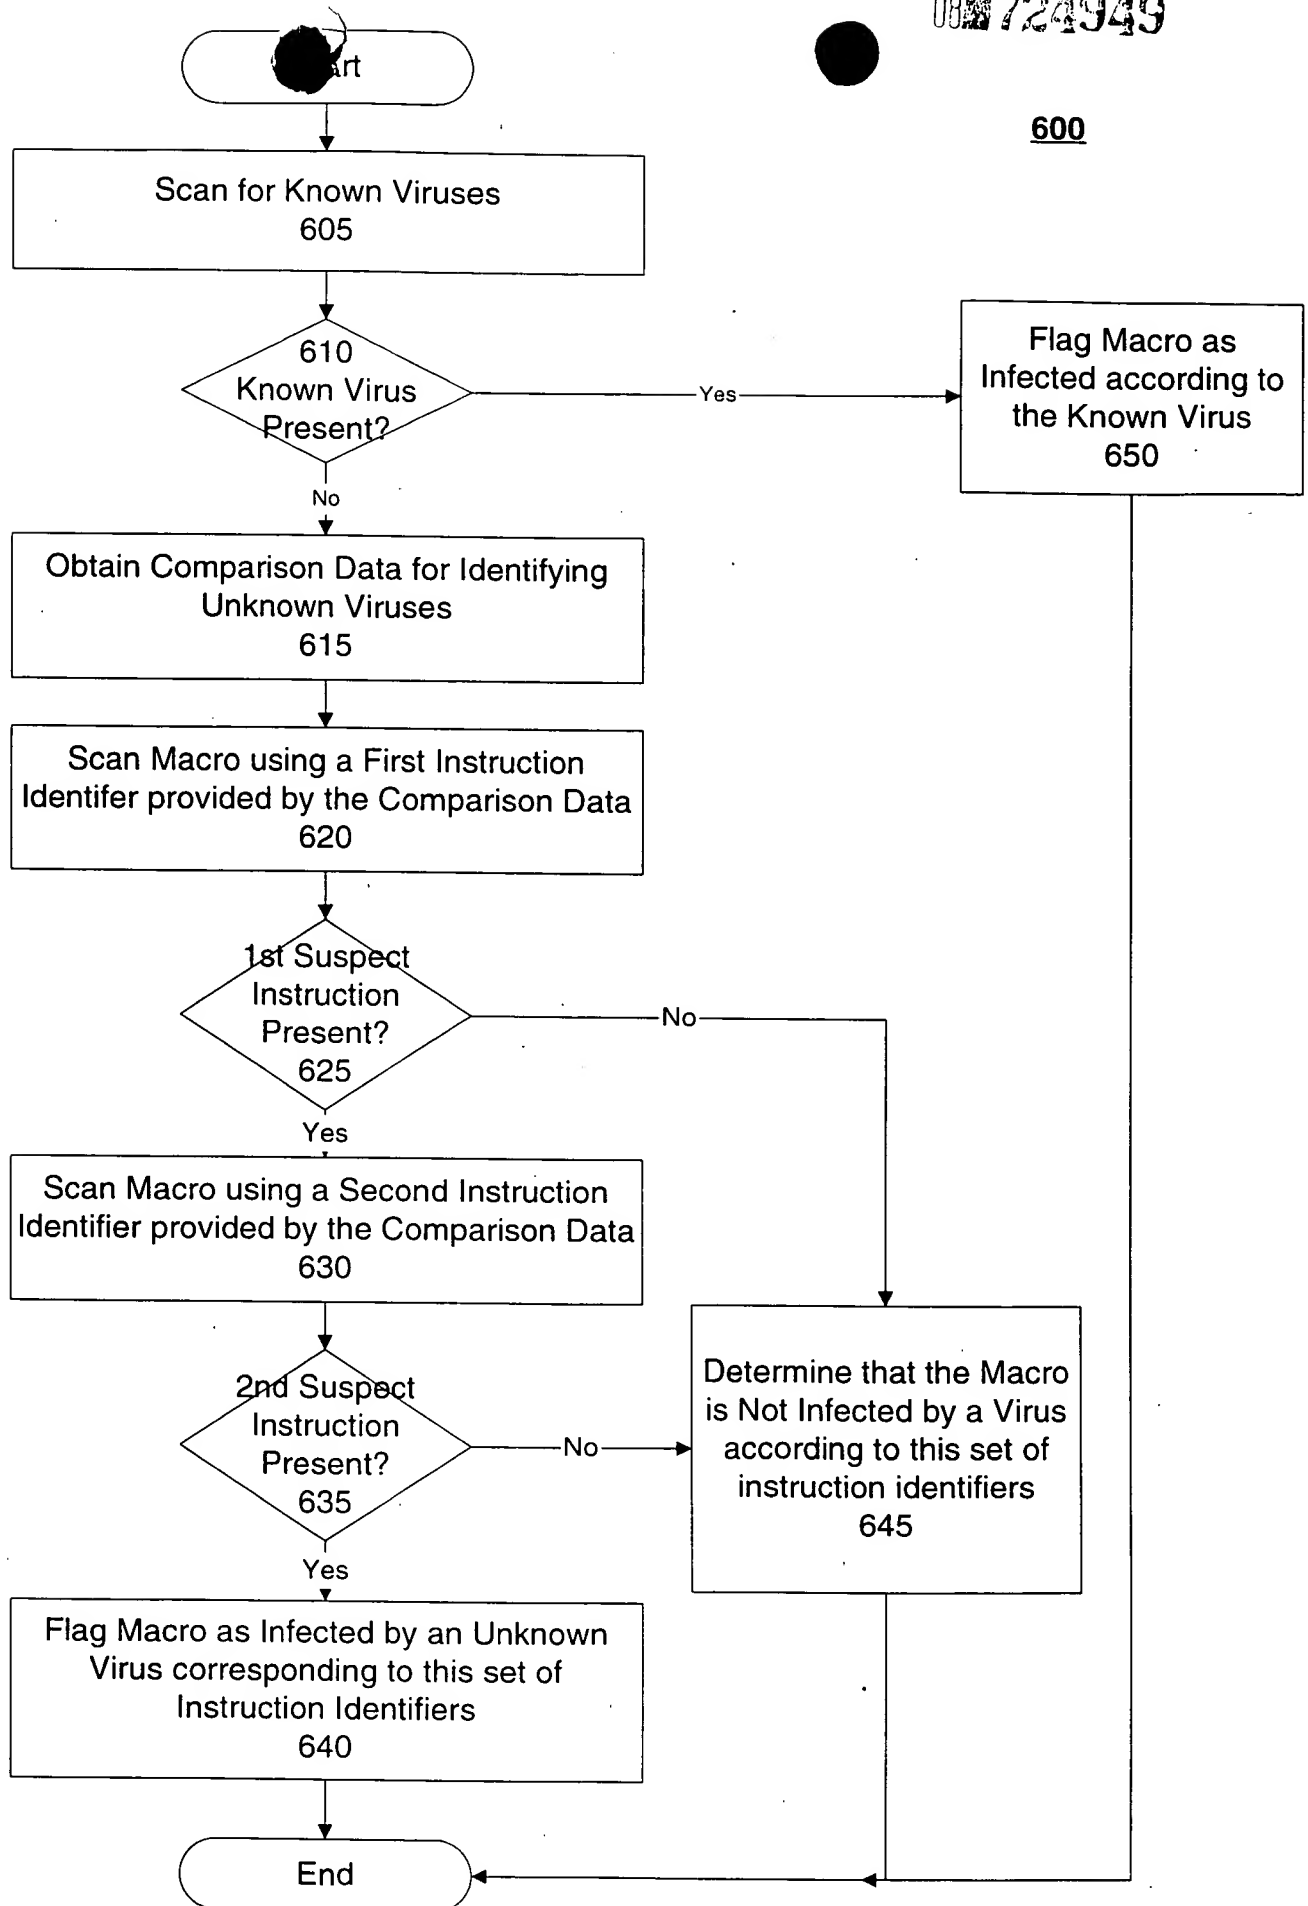 724949
600
Scan for Known Viruses
605
610
Known Virus
Present?
Yes
Flag Macro as
Infected according to
the Known Virus
650
No
Obtain Comparison Data for Identifying
Unknown Viruses
615
Scan Macro using a First Instruction
Identifer provided by the Comparison Data
620
1st Suspect
Instruction
Present?
625
No
Yes
Scan Macro using a Second Instruction
Identifier provided by the Comparison Data
630
2nd Suspect
Instruction
Present?
635
No
Determine that the Macro
is Not Infected by a Virus
according to this set of
instruction identifiers
645
Yes
Flag Macro as Infected by an Unknown
Virus corresponding to this set of
Instruction Identifiers
640
End